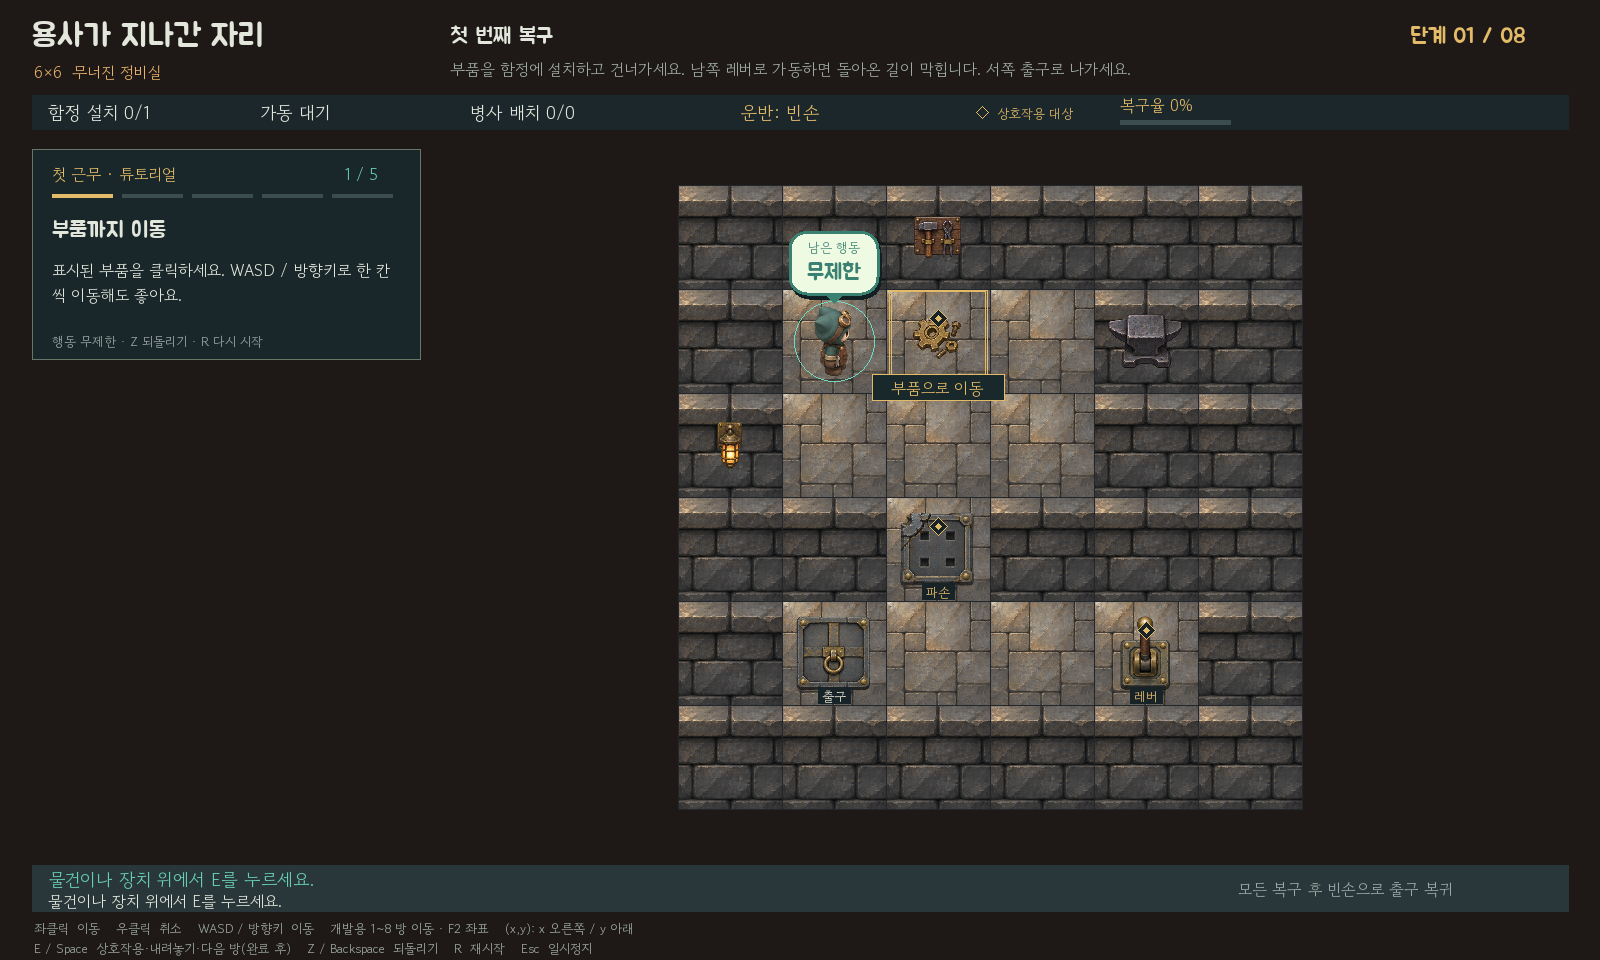 용사가 지나간 자리
첫 번째 복구
단계 01 / 08
6×6 무너진 정비실
부품을 함정에 설치하고 건너가세요. 남쪽 레버로 가동하면 돌아온 길이 막힙니다. 서쪽 출구로 나가세요.
함정 설치 0/1
가동 대기
병사 배치 0/0
운반: 빈손
상호작용 대상
복구율 0%
첫 근무 · 튜토리얼
1 / 5
부품까지 이동
표시된 부품을 클릭하세요. WASD / 방향키로 한 칸
씩 이동해도 좋아요.
행동 무제한 · Z 되돌리기 · R 다시 시작
남은 행동
무제한
부품으로 이동
파손
출구
레버
물건이나 장치 위에서 E를 누르세요.
물건이나 장치 위에서 E를 누르세요.
모든 복구 후 빈손으로 출구 복귀
좌클릭 이동 우클릭 취소 WASD / 방향키 이동 개발용 1~8 방 이동 · F2 좌표 (x,y): x 오른쪽 / y 아래
E / Space 상호작용·내려놓기·다음 방(완료 후) Z / Backspace 되돌리기 R 재시작 Esc 일시정지